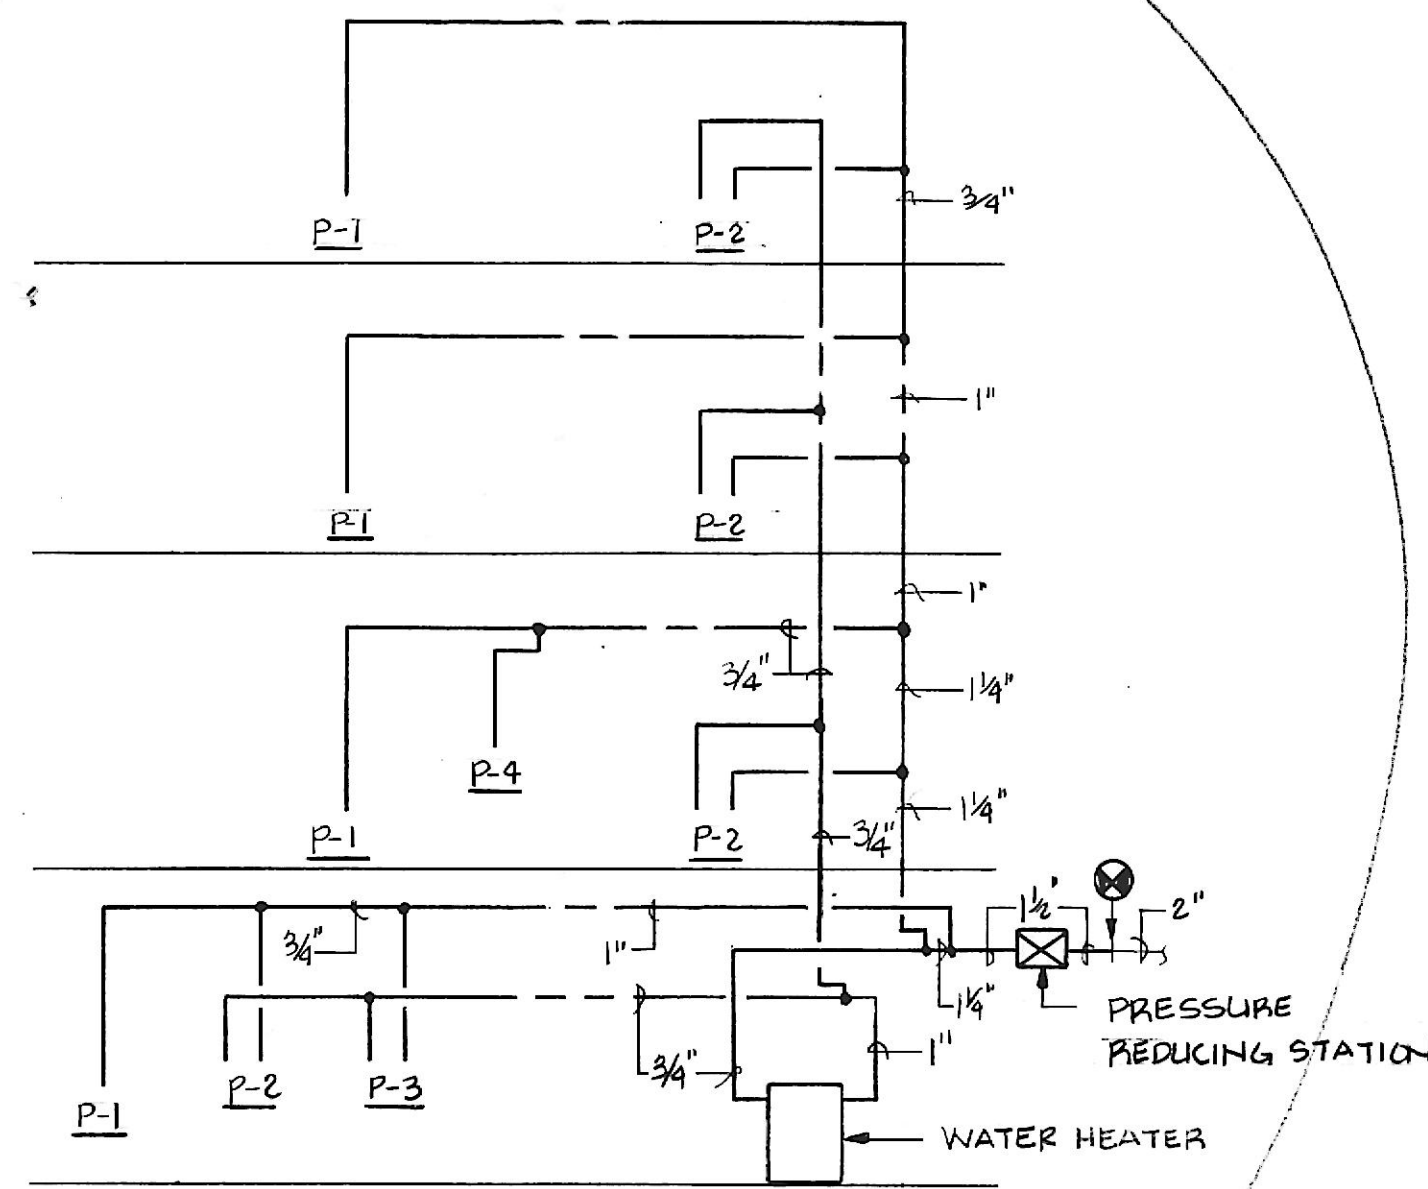 P-1
P-2
3/4"
1"
P-1
P-2
1"
3/4"
1 1/4"
P-4
P-1
P-2
3/4"
1 1/4"
1 1/2"
2"
3/4"
1"
1 1/4"
PRESSURE
REDUCING STATION
3/4"
1"
P-1
P-2
P-3
WATER HEATER